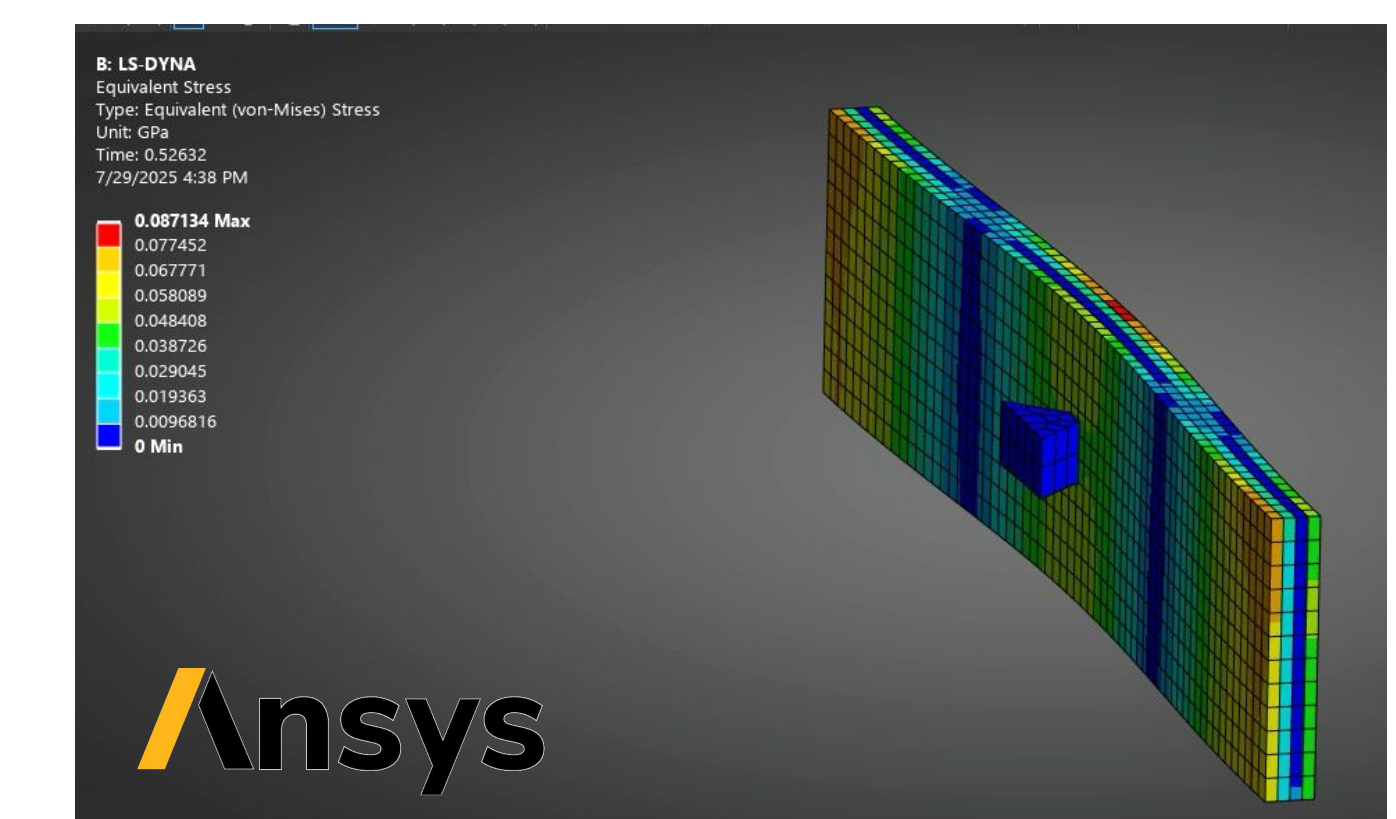 B: LS-DYNA
Equivalent Stress
Type: Equivalent (von-Mises) Stress
Unit: GPa
Time: 0.52632
7/29/2025 4:38 PM
0.087134 Max
0.077452
0.067771
0.058089
0.048408
0.038726
0.029045
0.019363
0.0096816
0 Min
Ansys